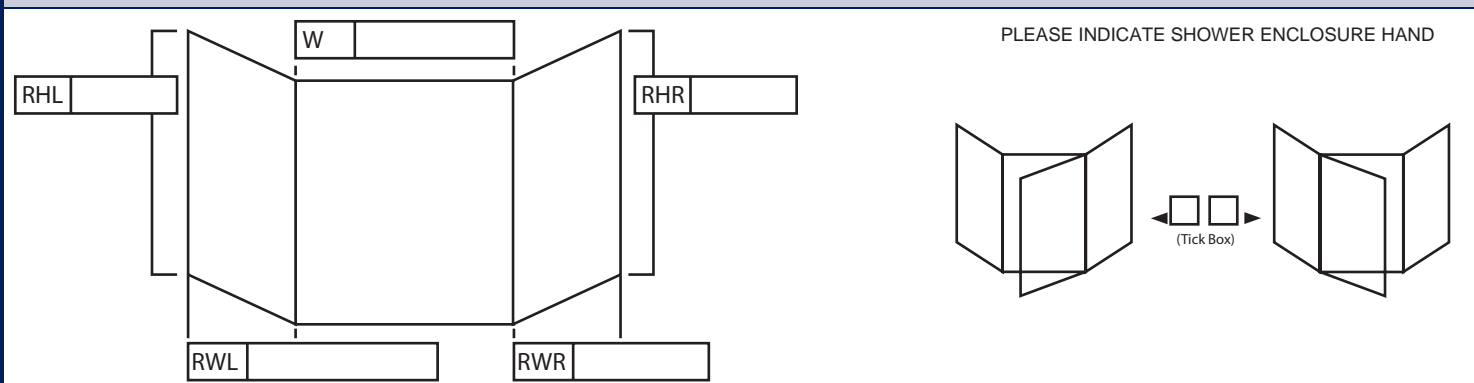 W
PLEASE INDICATE SHOWER ENCLOSURE HAND
RHL
RHR
(Tick Box)
RWL
RWR